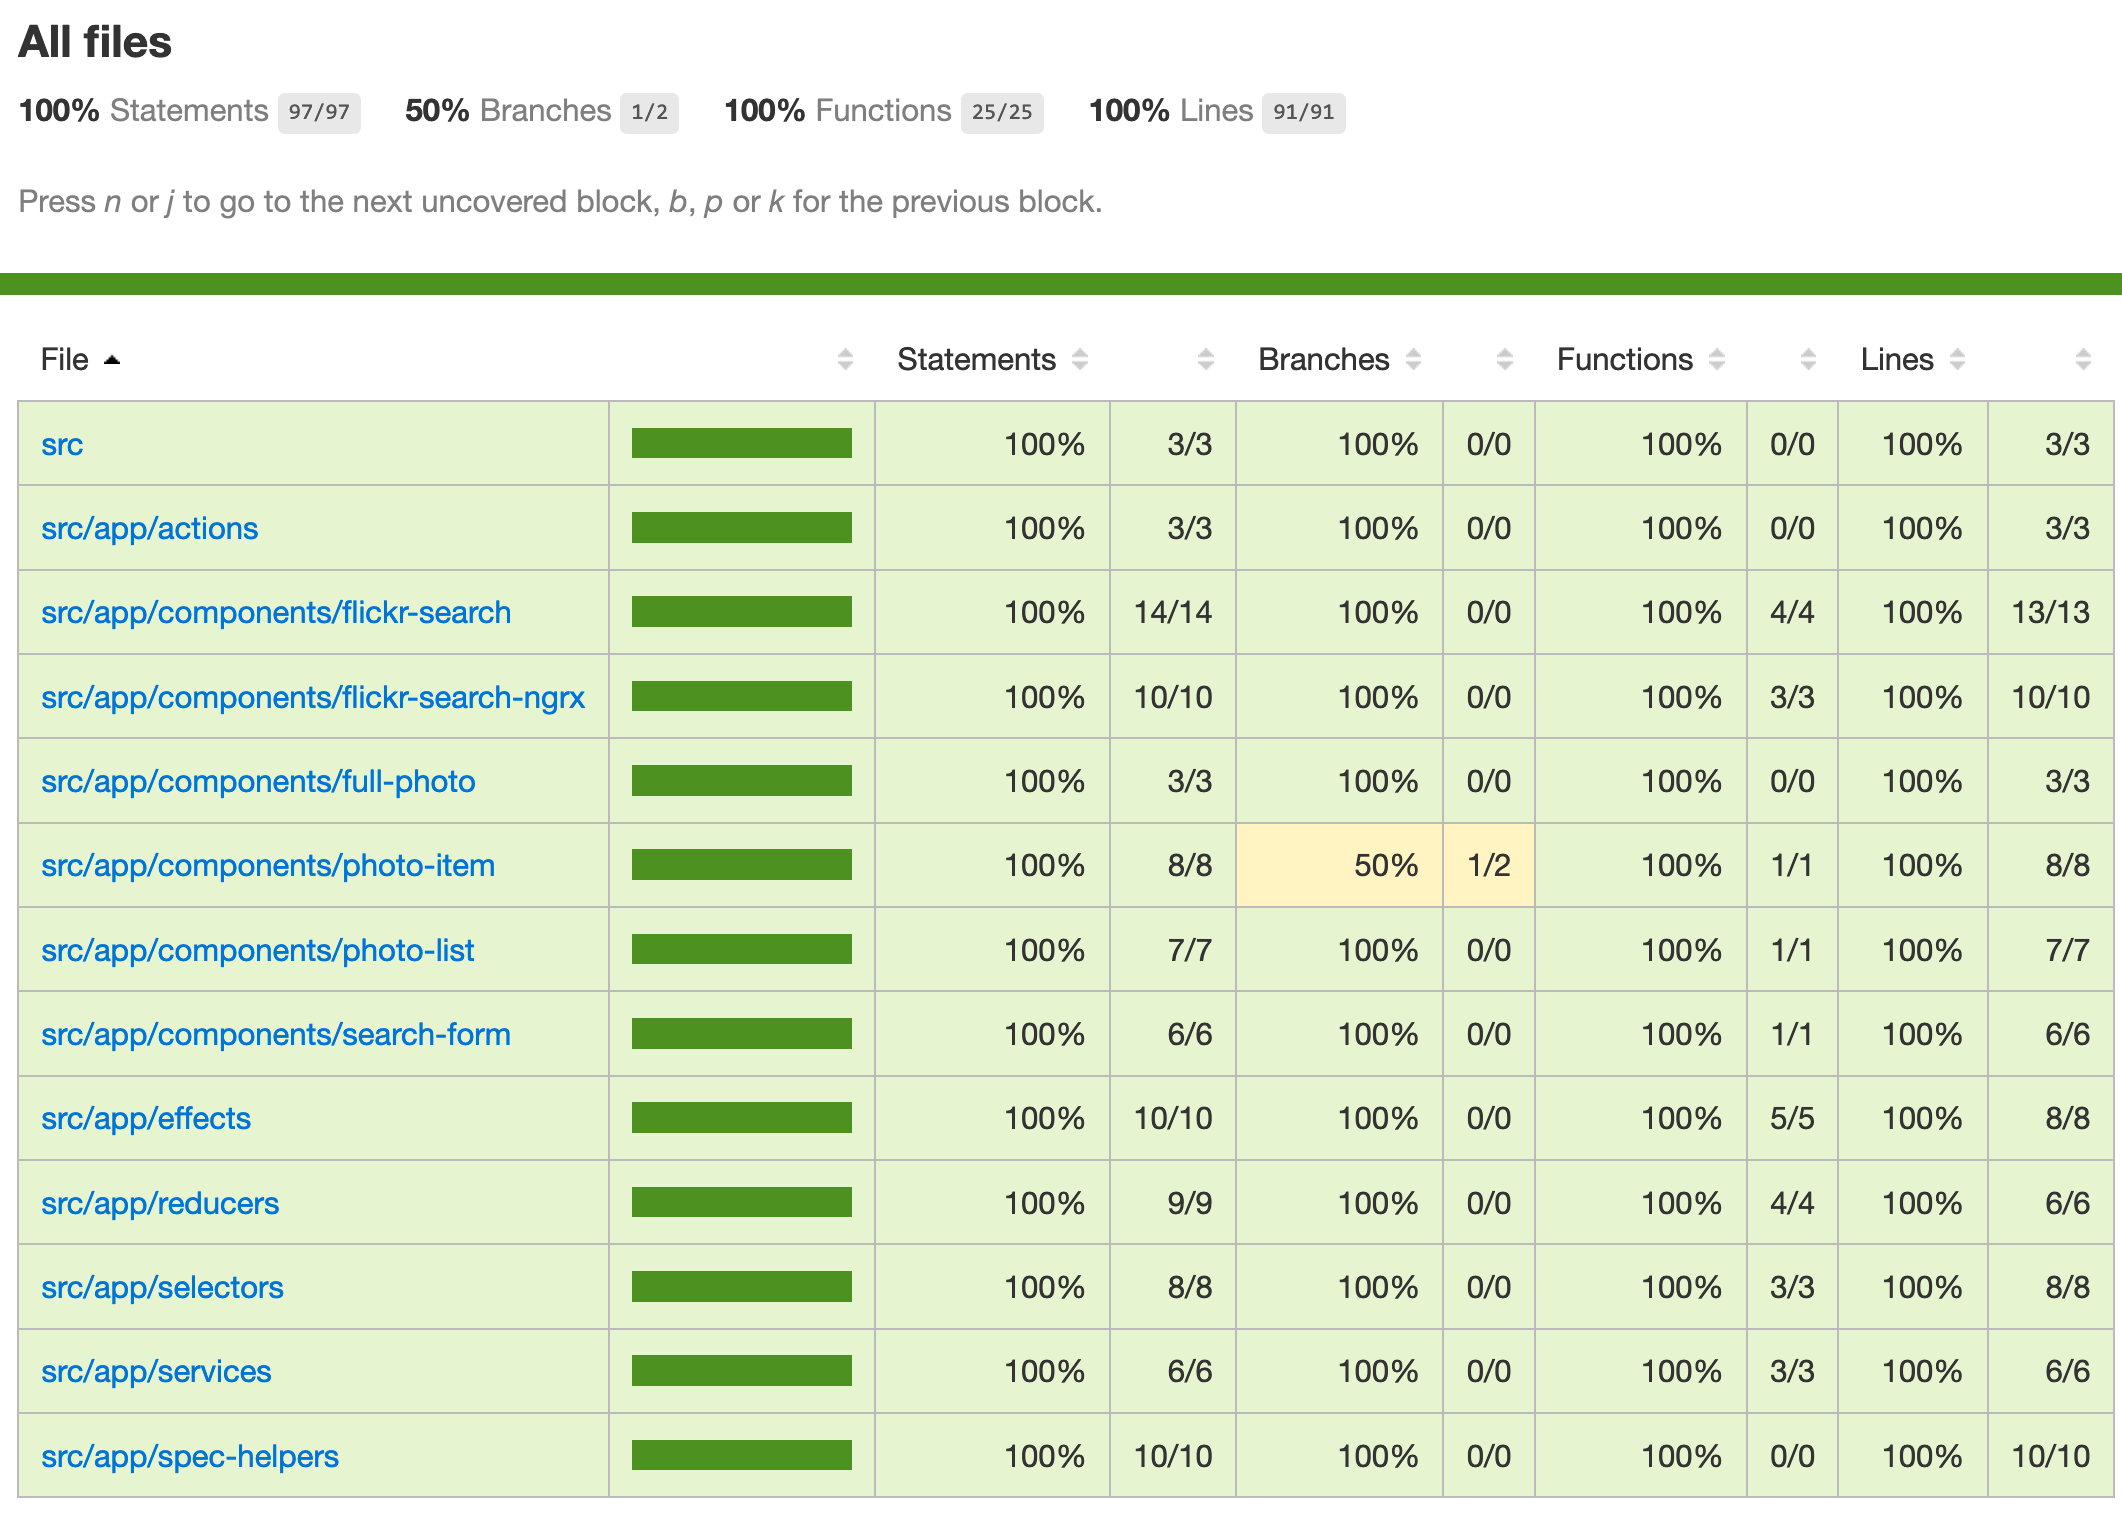 All files
100% Statements 97/97 50% Branches 1/2 100% Functions 25/25 100% Lines 91/91
Press n or j to go to the next uncovered block, b, p or k for the previous block.
File Statements Branches Functions Lines
src 100% 3/3 100% 0/0 100% 0/0 100% 3/3
src/app/actions 100% 3/3 100% 0/0 100% 0/0 100% 3/3
src/app/components/flickr-search 100% 14/14 100% 0/0 100% 4/4 100% 13/13
src/app/components/flickr-search-ngrx 100% 10/10 100% 0/0 100% 3/3 100% 10/10
src/app/components/full-photo 100% 3/3 100% 0/0 100% 0/0 100% 3/3
src/app/components/photo-item 100% 8/8 50% 1/2 100% 1/1 100% 8/8
src/app/components/photo-list 100% 7/7 100% 0/0 100% 1/1 100% 7/7
src/app/components/search-form 100% 6/6 100% 0/0 100% 1/1 100% 6/6
src/app/effects 100% 10/10 100% 0/0 100% 5/5 100% 8/8
src/app/reducers 100% 9/9 100% 0/0 100% 4/4 100% 6/6
src/app/selectors 100% 8/8 100% 0/0 100% 3/3 100% 8/8
src/app/services 100% 6/6 100% 0/0 100% 3/3 100% 6/6
src/app/spec-helpers 100% 10/10 100% 0/0 100% 0/0 100% 10/10